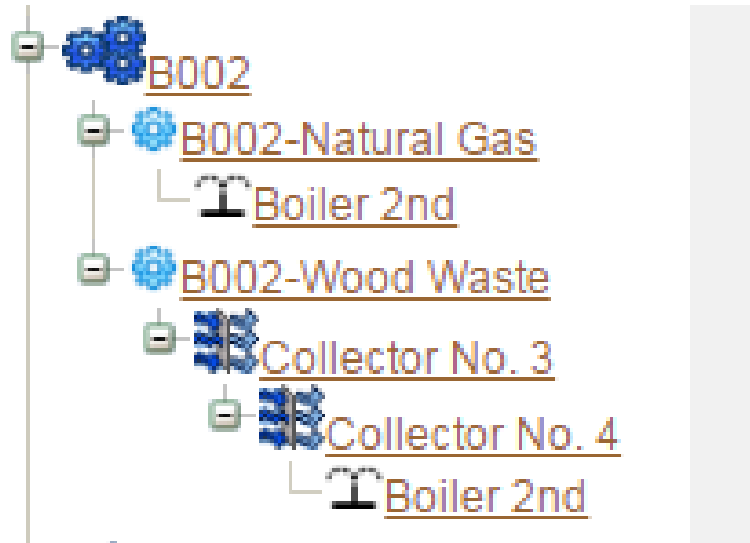 B002
B002-Natural Gas
Boiler 2nd
B002-Wood Waste
Collector No. 3
Collector No. 4
Boiler 2nd